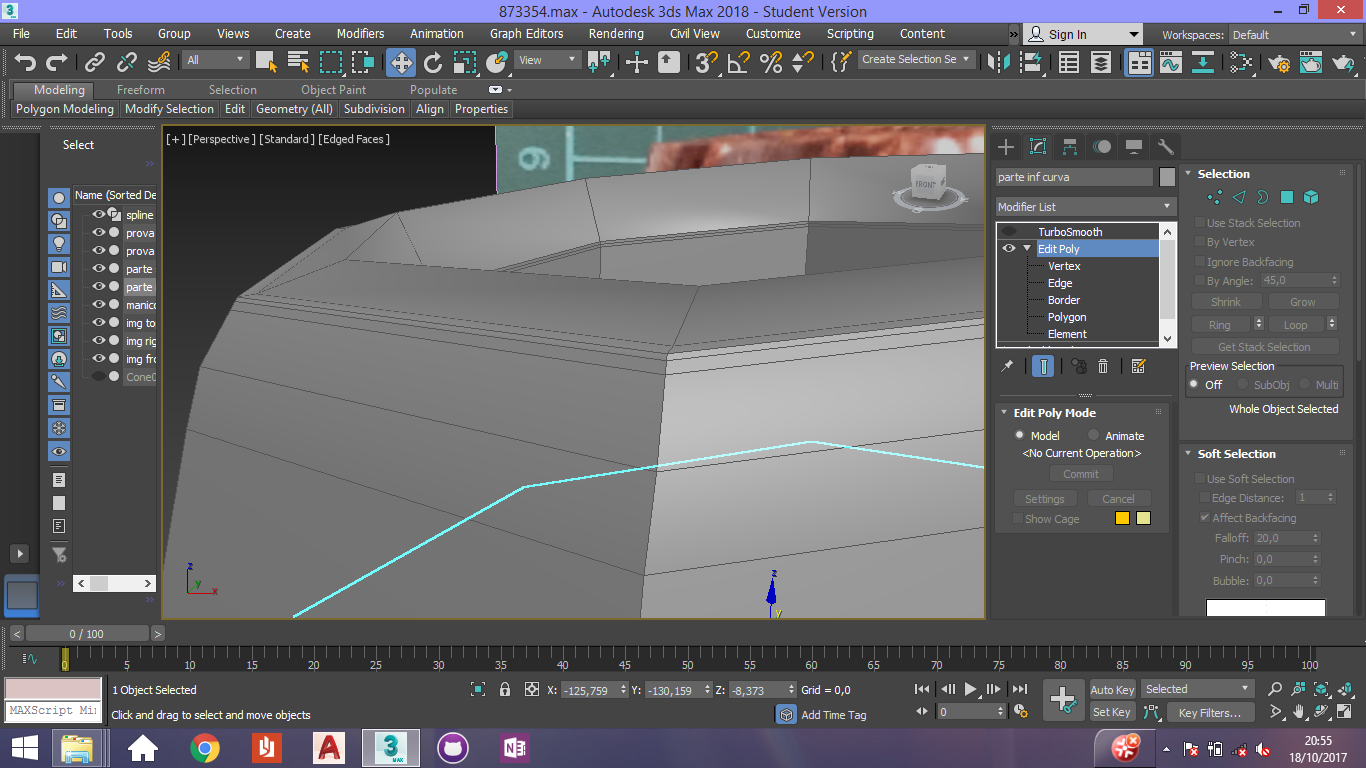 873354.max - Autodesk 3ds Max 2018 - Student Version
File Edit Tools Group Views Create Modifiers Animation Graph Editors Rendering Civil View Customize Scripting Content » Sign In Workspaces: Default
All View Create Selection Se
Modeling Freeform Selection Object Paint Populate
Polygon Modeling Modify Selection Edit Geometry (All) Subdivision Align Properties
Select
Name (Sorted De
spline
prova
prova
parte
parte
manico
img to
img rig
img fro
[+] [Perspective] [Standard] [Edged Faces]
FRONT
z
y
x
z
y
parte inf curva
Modifier List
TurboSmooth
Edit Poly
Vertex
Edge
Border
Polygon
Element
Edit Poly Mode
Model Animate
<No Current Operation>
Commit
Settings Cancel
Show Cage
Selection
Use Stack Selection
By Vertex
Ignore Backfacing
By Angle: 45,0
Shrink Grow
Ring Loop
Get Stack Selection
Preview Selection
Off SubObj Multi
Whole Object Selected
Soft Selection
Use Soft Selection
Edge Distance: 1
Affect Backfacing
Falloff: 20,0
Pinch: 0,0
Bubble: 0,0
< 0 / 100 >
0 5 10 15 20 25 30 35 40 45 50 55 60 65 70 75 80 85 90 95 100
1 Object Selected X: -125,759 Y: -130,159 Z: -8,373 Grid = 0,0 Auto Key Selected
MAXScript Mi
Click and drag to select and move objects Add Time Tag 0 Set Key Key Filters...
20:55
18/10/2017